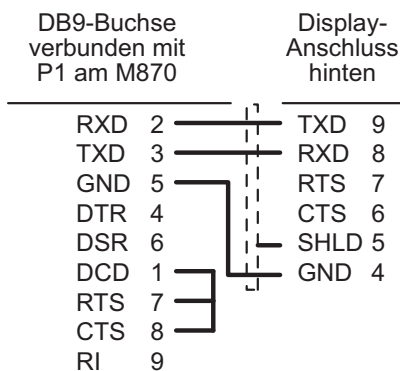 DB9-Buchse
verbunden mit
P1 am M870
Display-
Anschluss
hinten
RXD 2 TXD 9
TXD 3 RXD 8
GND 5 RTS 7
DTR 4 CTS 6
DSR 6 SHLD 5
DCD 1 GND 4
RTS 7
CTS 8
RI 9